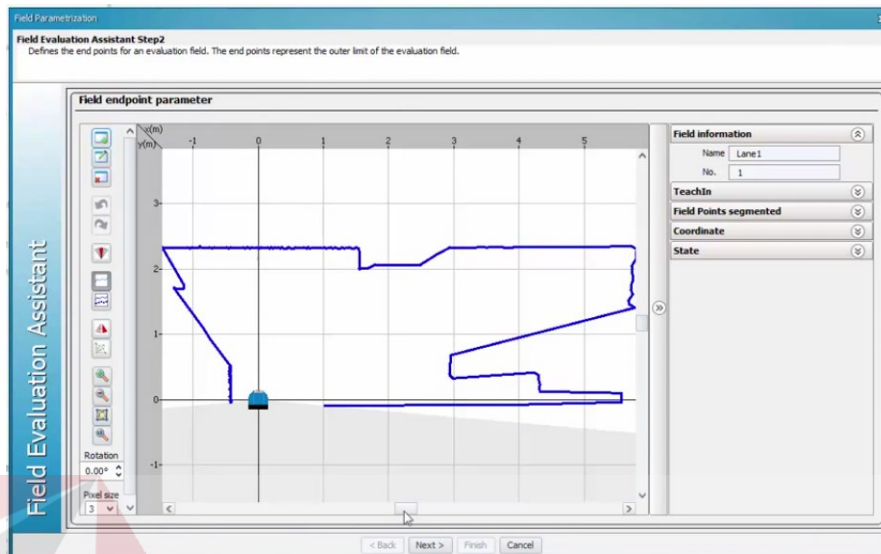 Field Parametrization
Field Evaluation Assistant Step2
Defines the end points for an evaluation field. The end points represent the outer limit of the evaluation field.
Field Evaluation Assistant
Field endpoint parameter
x(m)
y(m)
-1 0 1 2 3 4 5
3
2
1
0
-1
Rotation
0.00°
Pixel size
3
Field information
Name Lane1
No. 1
TeachIn
Field Points segmented
Coordinate
State
< Back Next > Finish Cancel